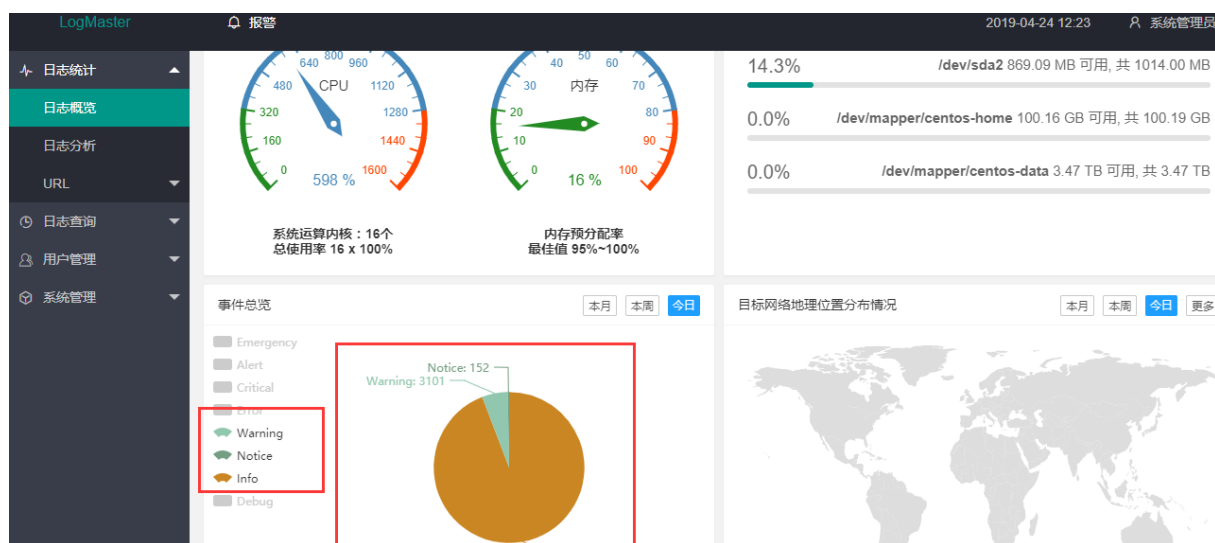 LogMaster
报警
2019-04-24 12:23
系统管理员
日志统计
日志概览
日志分析
URL
日志查询
用户管理
系统管理
0
160
320
480
640
800
960
1120
1280
1440
1600
CPU
598 %
系统运算内核：16个
总使用率 16 x 100%
0
10
20
30
40
50
60
70
80
90
100
内存
16 %
内存预分配率
最佳值 95%~100%
14.3% /dev/sda2 869.09 MB 可用, 共 1014.00 MB
0.0% /dev/mapper/centos-home 100.16 GB 可用, 共 100.19 GB
0.0% /dev/mapper/centos-data 3.47 TB 可用, 共 3.47 TB
事件总览 本月 本周 今日
Emergency
Alert
Critical
Error
Warning
Notice
Info
Debug
Notice: 152
Warning: 3101
目标网络地理位置分布情况 本月 本周 今日 更多